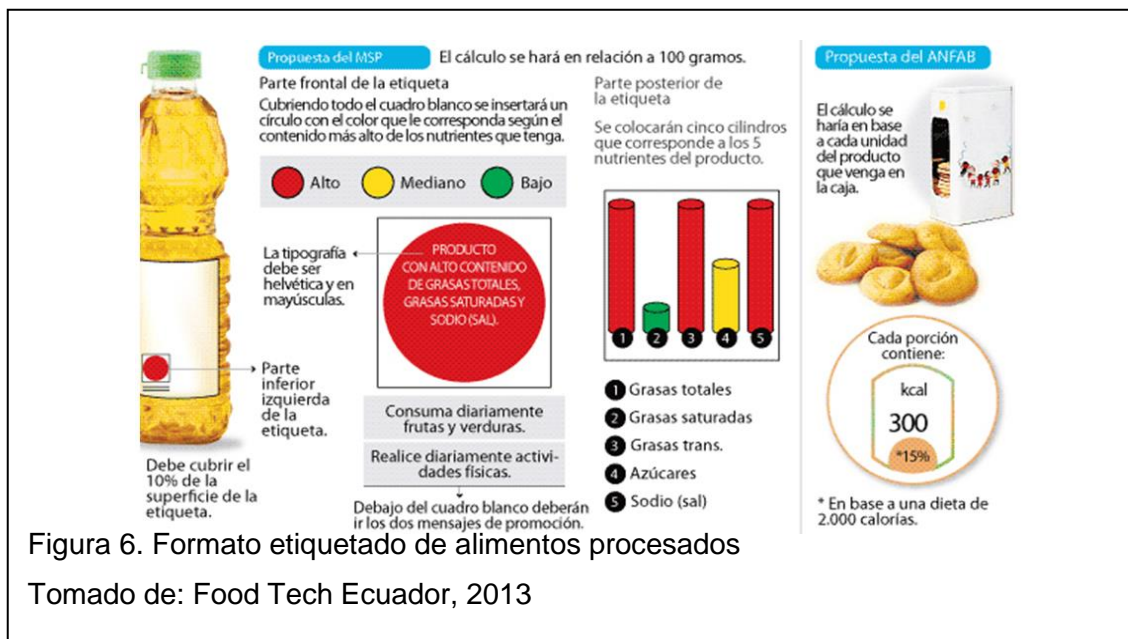 Propuesta del MSP
El cálculo se hará en relación a 100 gramos.
Parte frontal de la etiqueta
Cubriendo todo el cuadro blanco se insertará un
círculo con el color que le corresponda según el
contenido más alto de los nutrientes que tenga.
Alto
Mediano
Bajo
La tipografía
debe ser
helvética y en
mayúsculas.
PRODUCTO
CON ALTO CONTENIDO
DE GRASAS TOTALES,
GRASAS SATURADAS Y
SODIO (SAL).
Parte
inferior
izquierda
de la
etiqueta.
Debe cubrir el
10% de la
superficie de la
etiqueta.
Consuma diariamente
frutas y verduras.
Realice diariamente activi-
dades físicas.
Debajo del cuadro blanco deberán
ir los dos mensajes de promoción.
Parte posterior de
la etiqueta
Se colocarán cinco cilindros
que corresponde a los 5
nutrientes del producto.
1 2 3 4 5
1 Grasas totales
2 Grasas saturadas
3 Grasas trans.
4 Azúcares
5 Sodio (sal)
Propuesta del ANFAB
El cálculo se
haría en base
a cada unidad
del producto
que venga en
la caja.
Cada porción
contiene:
kcal
300
*15%
* En base a una dieta de
2.000 calorías.
Figura 6. Formato etiquetado de alimentos procesados
Tomado de: Food Tech Ecuador, 2013